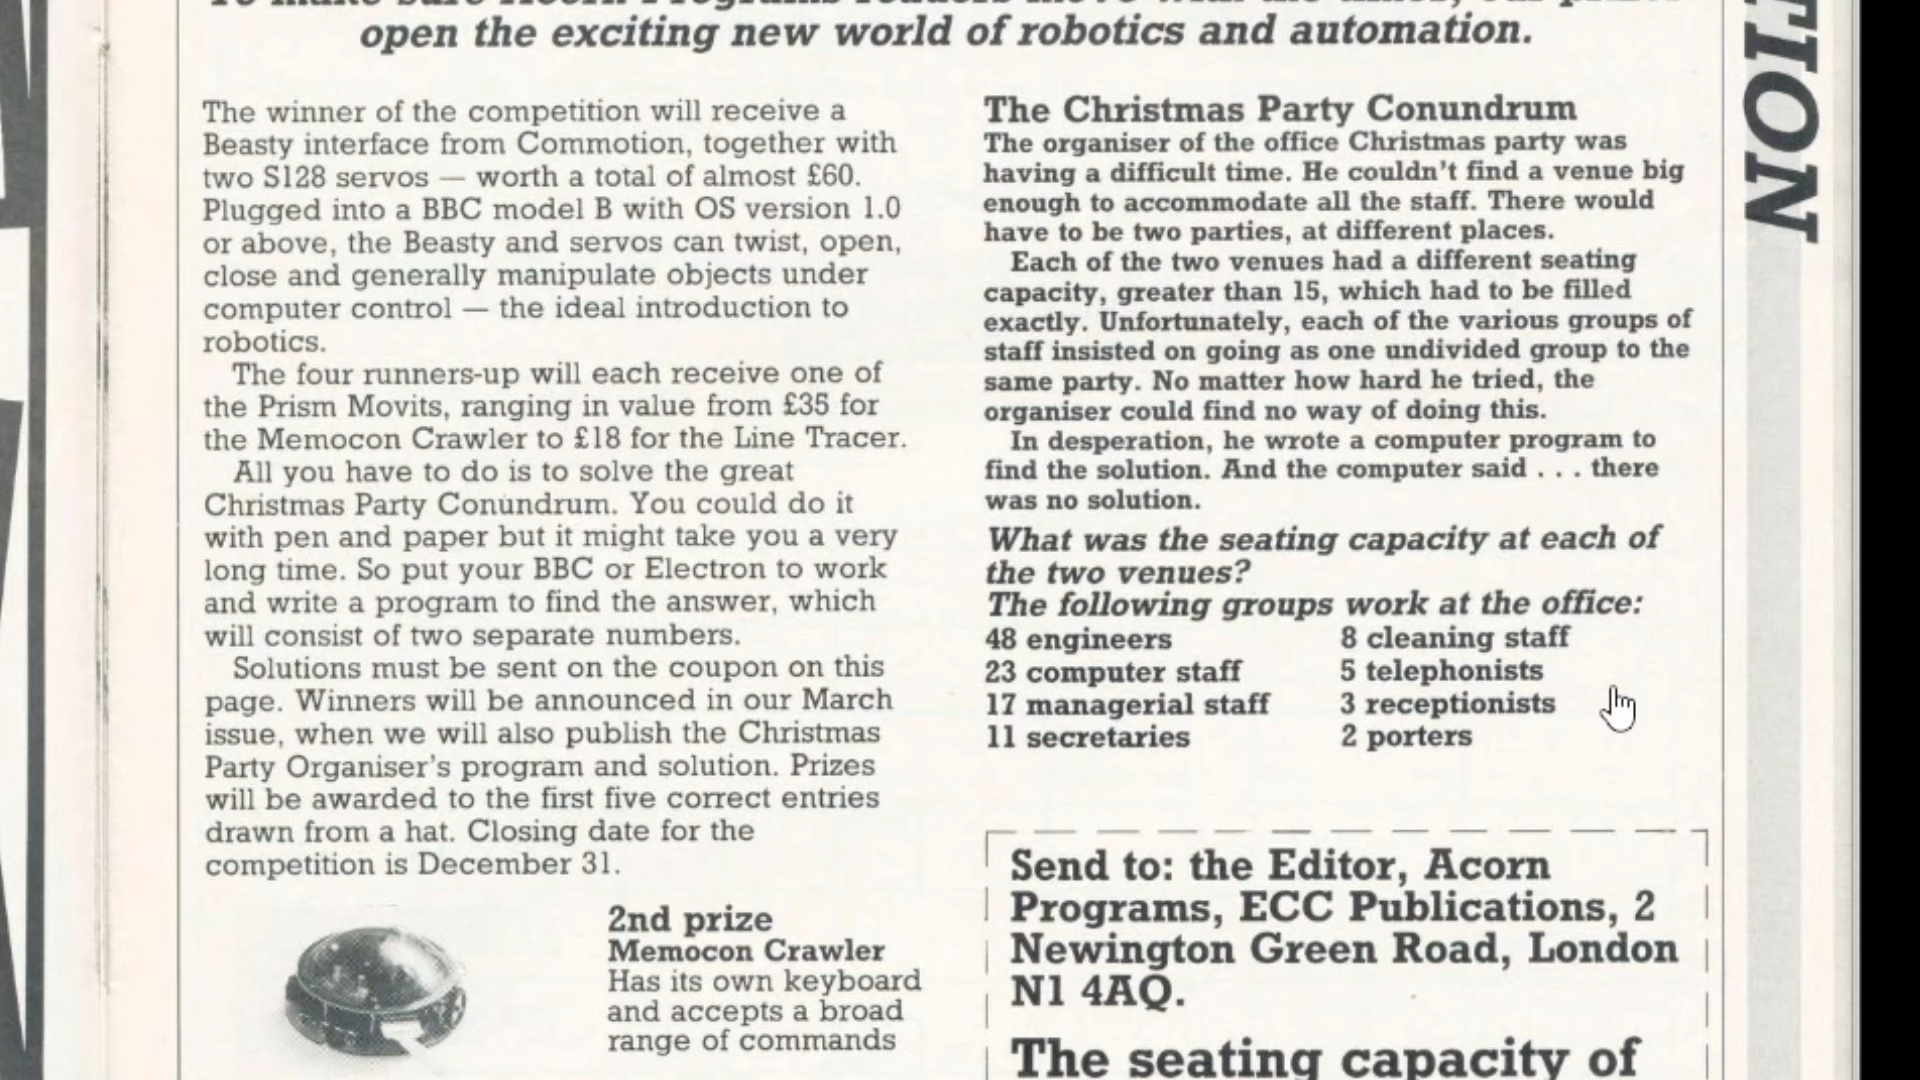 open the exciting new world of robotics and automation.
TION
The winner of the competition will receive a
Beasty interface from Commotion, together with
two S128 servos — worth a total of almost £60.
Plugged into a BBC model B with OS version 1.0
or above, the Beasty and servos can twist, open,
close and generally manipulate objects under
computer control — the ideal introduction to
robotics.
The four runners-up will each receive one of
the Prism Movits, ranging in value from £35 for
the Memocon Crawler to £18 for the Line Tracer.
All you have to do is to solve the great
Christmas Party Conundrum. You could do it
with pen and paper but it might take you a very
long time. So put your BBC or Electron to work
and write a program to find the answer, which
will consist of two separate numbers.
Solutions must be sent on the coupon on this
page. Winners will be announced in our March
issue, when we will also publish the Christmas
Party Organiser's program and solution. Prizes
will be awarded to the first five correct entries
drawn from a hat. Closing date for the
competition is December 31.
2nd prize
Memocon Crawler
Has its own keyboard
and accepts a broad
range of commands
The Christmas Party Conundrum
The organiser of the office Christmas party was
having a difficult time. He couldn't find a venue big
enough to accommodate all the staff. There would
have to be two parties, at different places.
Each of the two venues had a different seating
capacity, greater than 15, which had to be filled
exactly. Unfortunately, each of the various groups of
staff insisted on going as one undivided group to the
same party. No matter how hard he tried, the
organiser could find no way of doing this.
In desperation, he wrote a computer program to
find the solution. And the computer said . . . there
was no solution.
What was the seating capacity at each of
the two venues?
The following groups work at the office:
48 engineers
23 computer staff
17 managerial staff
11 secretaries
8 cleaning staff
5 telephonists
3 receptionists
2 porters
Send to: the Editor, Acorn
Programs, ECC Publications, 2
Newington Green Road, London
N1 4AQ.
The seating capacity of